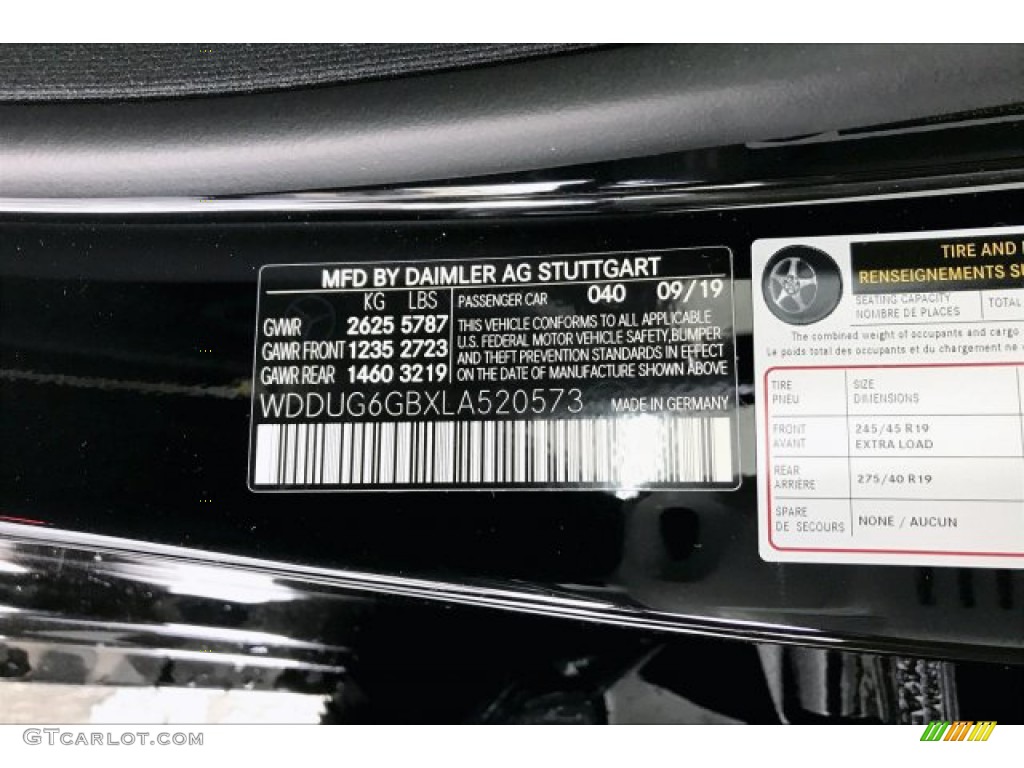 MFD BY DAIMLER AG STUTTGART
KG LBS PASSENGER CAR 040 09/19
GVWR 2625 5787
GAWR FRONT 1235 2723
GAWR REAR 1460 3219
THIS VEHICLE CONFORMS TO ALL APPLICABLE
U.S. FEDERAL MOTOR VEHICLE SAFETY,BUMPER
AND THEFT PREVENTION STANDARDS IN EFFECT
ON THE DATE OF MANUFACTURE SHOWN ABOVE
WDDUG6GBXLA520573 MADE IN GERMANY
TIRE AND
RENSEIGNEMENTS
SEATING CAPACITY TOTAL
NOMBRE DE PLACES
The combined weight of occupants and cargo
Le poids total des occupants et du chargement ne
TIRE SIZE
PNEU DIMENSIONS
FRONT 245/45 R19
AVANT EXTRA LOAD
REAR 275/40 R19
ARRIÈRE
SPARE NONE / AUCUN
DE SECOURS
GTCarLot.com